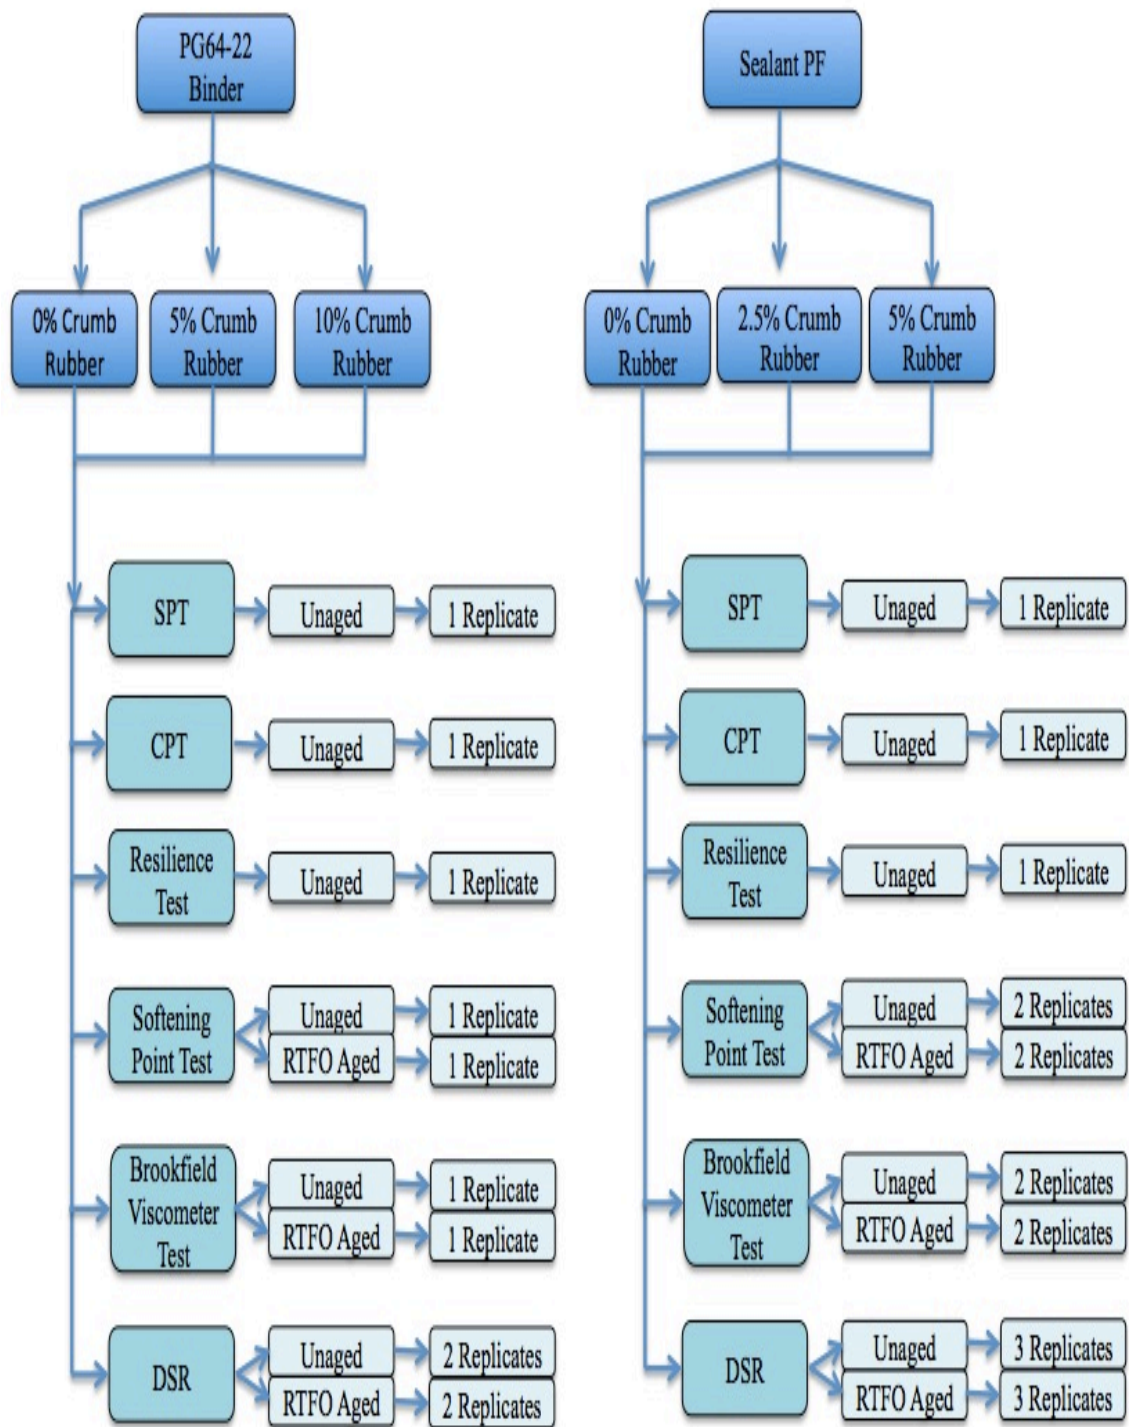 PG64-22
Binder
0% Crumb
Rubber
5% Crumb
Rubber
10% Crumb
Rubber
SPT
Unaged
1 Replicate
CPT
Unaged
1 Replicate
Resilience
Test
Unaged
1 Replicate
Softening
Point Test
Unaged
1 Replicate
RTFO Aged
1 Replicate
Brookfield
Viscometer
Test
Unaged
1 Replicate
RTFO Aged
1 Replicate
DSR
Unaged
2 Replicates
RTFO Aged
2 Replicates
Sealant PF
0% Crumb
Rubber
2.5% Crumb
Rubber
5% Crumb
Rubber
SPT
Unaged
1 Replicate
CPT
Unaged
1 Replicate
Resilience
Test
Unaged
1 Replicate
Softening
Point Test
Unaged
2 Replicates
RTFO Aged
2 Replicates
Brookfield
Viscometer
Test
Unaged
2 Replicates
RTFO Aged
2 Replicates
DSR
Unaged
3 Replicates
RTFO Aged
3 Replicates